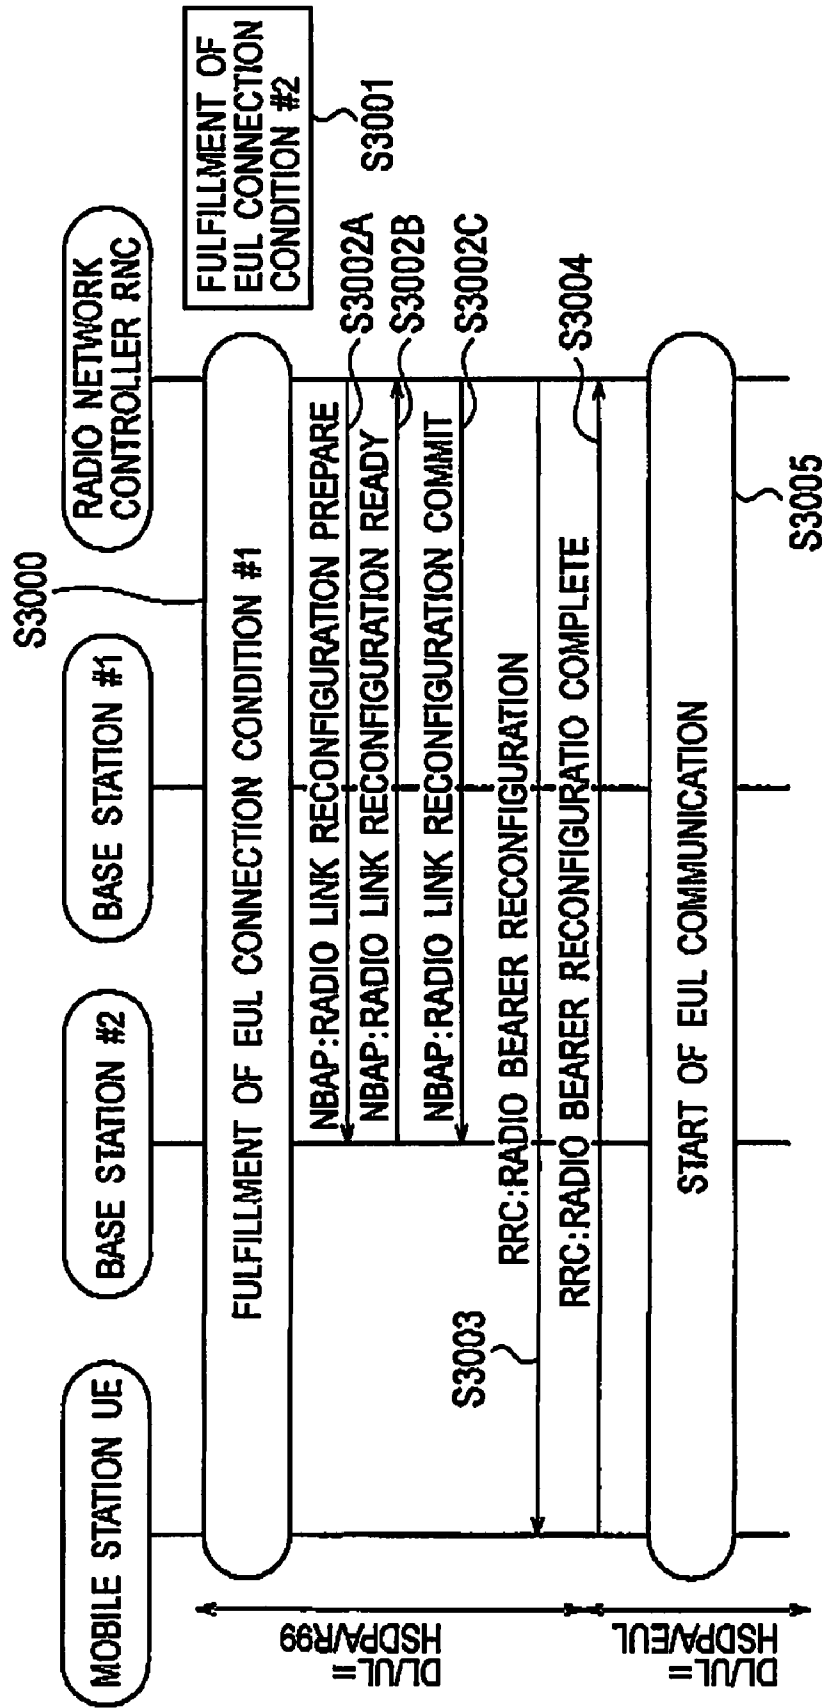 MOBILE STATION UE
BASE STATION #2
BASE STATION #1
RADIO NETWORK
CONTROLLER RNC
S3000
FULFILLMENT OF EUL CONNECTION CONDITION #1
FULFILLMENT OF
EUL CONNECTION
CONDITION #2
S3001
NBAP:RADIO LINK RECONFIGURATION PREPARE
S3002A
NBAP:RADIO LINK RECONFIGURATION READY
S3002B
NBAP:RADIO LINK RECONFIGURATION COMMIT
S3002C
RRC:RADIO BEARER RECONFIGURATION
S3003
RRC:RADIO BEARER RECONFIGURATIO COMPLETE
S3004
START OF EUL COMMUNICATION
S3005
DL/UL=
HSDPA/R99
DL/UL=
HSDPA/EUL